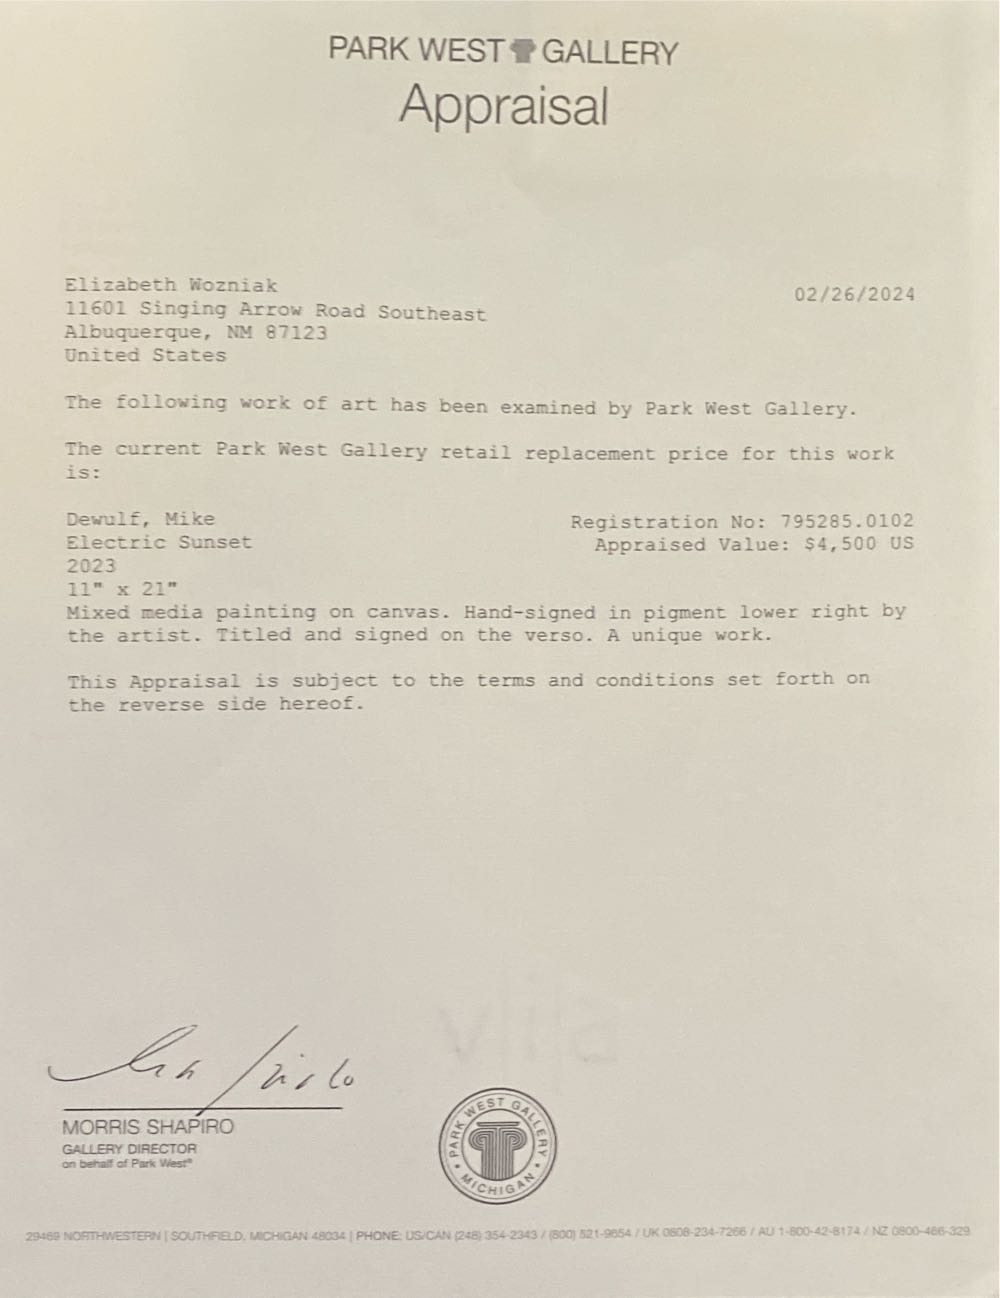 PARK WEST GALLERY
Appraisal
Elizabeth Wozniak
11601 Singing Arrow Road Southeast
Albuquerque, NM 87123
United States
02/26/2024
The following work of art has been examined by Park West Gallery.
The current Park West Gallery retail replacement price for this work
is:
Dewulf, Mike
Electric Sunset
2023
11" x 21"
Registration No: 795285.0102
Appraised Value: $4,500 US
Mixed media painting on canvas. Hand-signed in pigment lower right by
the artist. Titled and signed on the verso. A unique work.
This Appraisal is subject to the terms and conditions set forth on
the reverse side hereof.
MORRIS SHAPIRO
GALLERY DIRECTOR
on behalf of Park West®
PARK WEST GALLERY
• MICHIGAN •
29469 NORTHWESTERN | SOUTHFIELD, MICHIGAN 48034 | PHONE: US/CAN (248) 354-2343 / (800) 521-9654 / UK 0808-234-7266 / AU 1-800-42-8174 / NZ 0800-466-329